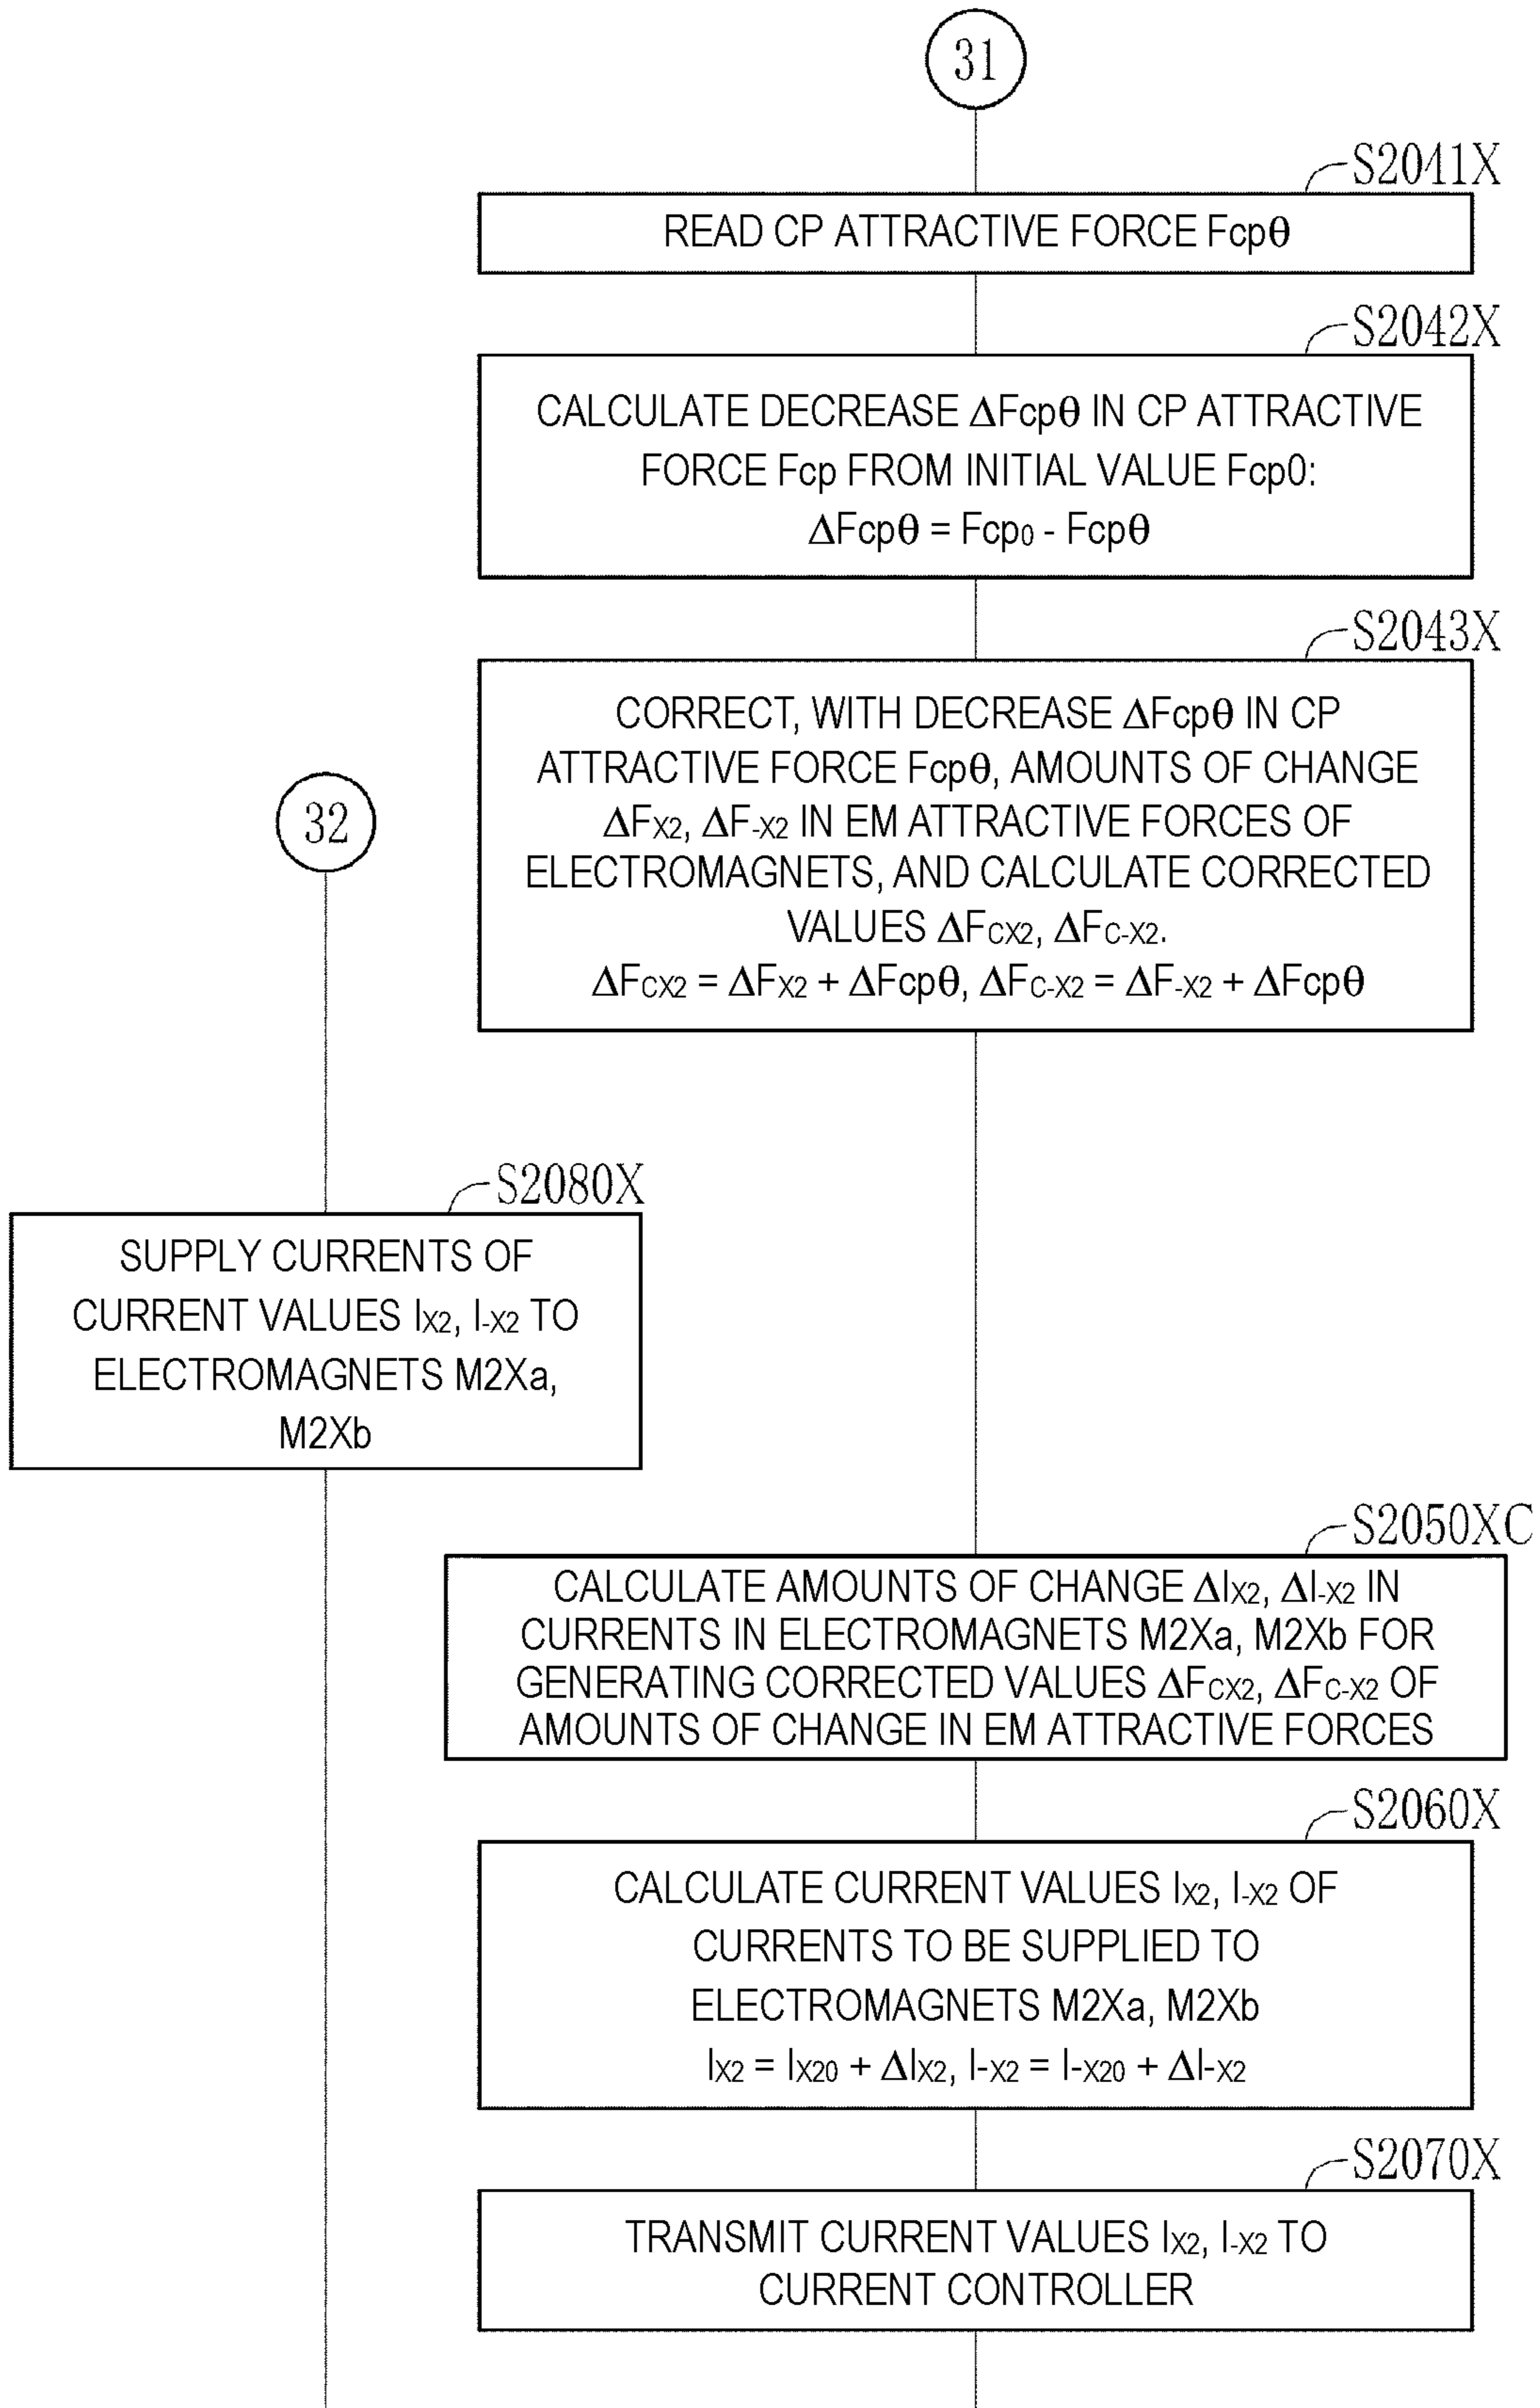 31
S2041X
READ CP ATTRACTIVE FORCE Fcpθ
S2042X
CALCULATE DECREASE ΔFcpθ IN CP ATTRACTIVE
FORCE Fcp FROM INITIAL VALUE Fcp0:
ΔFcpθ = Fcp₀ - Fcpθ
S2043X
CORRECT, WITH DECREASE ΔFcpθ IN CP
ATTRACTIVE FORCE Fcpθ, AMOUNTS OF CHANGE
ΔFX2, ΔF-X2 IN EM ATTRACTIVE FORCES OF
ELECTROMAGNETS, AND CALCULATE CORRECTED
VALUES ΔFCX2, ΔFC-X2.
ΔFCX2 = ΔFX2 + ΔFcpθ, ΔFC-X2 = ΔF-X2 + ΔFcpθ
32
S2080X
SUPPLY CURRENTS OF
CURRENT VALUES IX2, I-X2 TO
ELECTROMAGNETS M2Xa,
M2Xb
S2050XC
CALCULATE AMOUNTS OF CHANGE ΔIX2, ΔI-X2 IN
CURRENTS IN ELECTROMAGNETS M2Xa, M2Xb FOR
GENERATING CORRECTED VALUES ΔFCX2, ΔFC-X2 OF
AMOUNTS OF CHANGE IN EM ATTRACTIVE FORCES
S2060X
CALCULATE CURRENT VALUES IX2, I-X2 OF
CURRENTS TO BE SUPPLIED TO
ELECTROMAGNETS M2Xa, M2Xb
IX2 = IX20 + ΔIX2, I-X2 = I-X20 + ΔI-X2
S2070X
TRANSMIT CURRENT VALUES IX2, I-X2 TO
CURRENT CONTROLLER